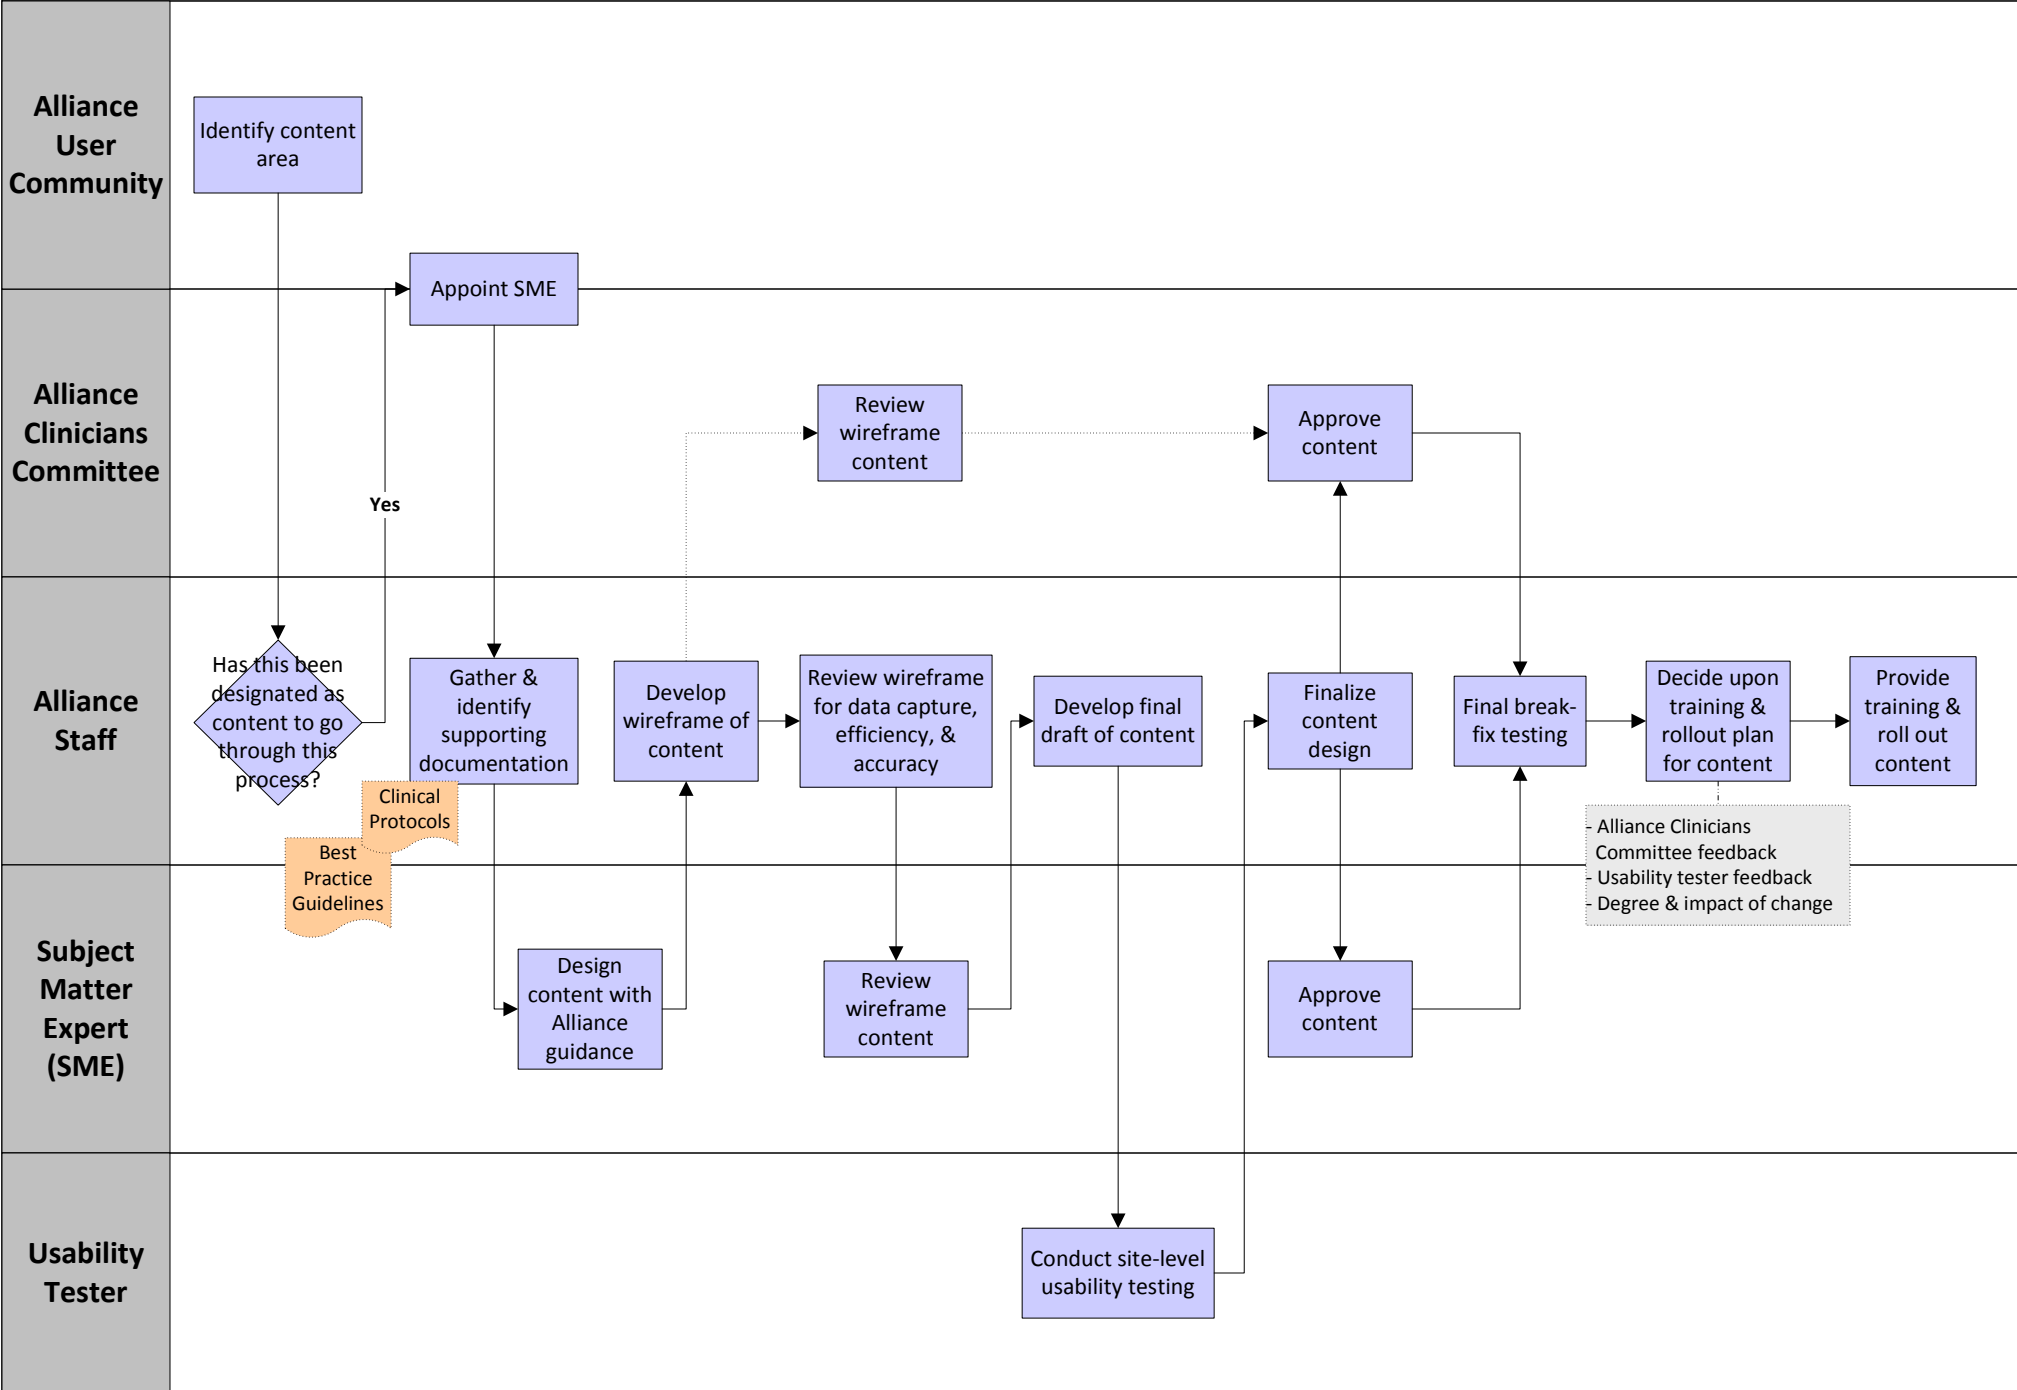 Alliance
User
Community
Identify content
area
Appoint SME
Alliance
Clinicians
Committee
Review
wireframe
content
Approve
content
Yes
Alliance
Staff
Has this been
designated as
content to go
through this
process?
Gather &
identify
supporting
documentation
Clinical
Protocols
Best
Practice
Guidelines
Develop
wireframe of
content
Review wireframe
for data capture,
efficiency, &
accuracy
Develop final
draft of content
Finalize
content
design
Final break-
fix testing
Decide upon
training &
rollout plan
for content
Provide
training &
roll out
content
- Alliance Clinicians
Committee feedback
- Usability tester feedback
- Degree & impact of change
Subject
Matter
Expert
(SME)
Design
content with
Alliance
guidance
Review
wireframe
content
Approve
content
Usability
Tester
Conduct site-level
usability testing